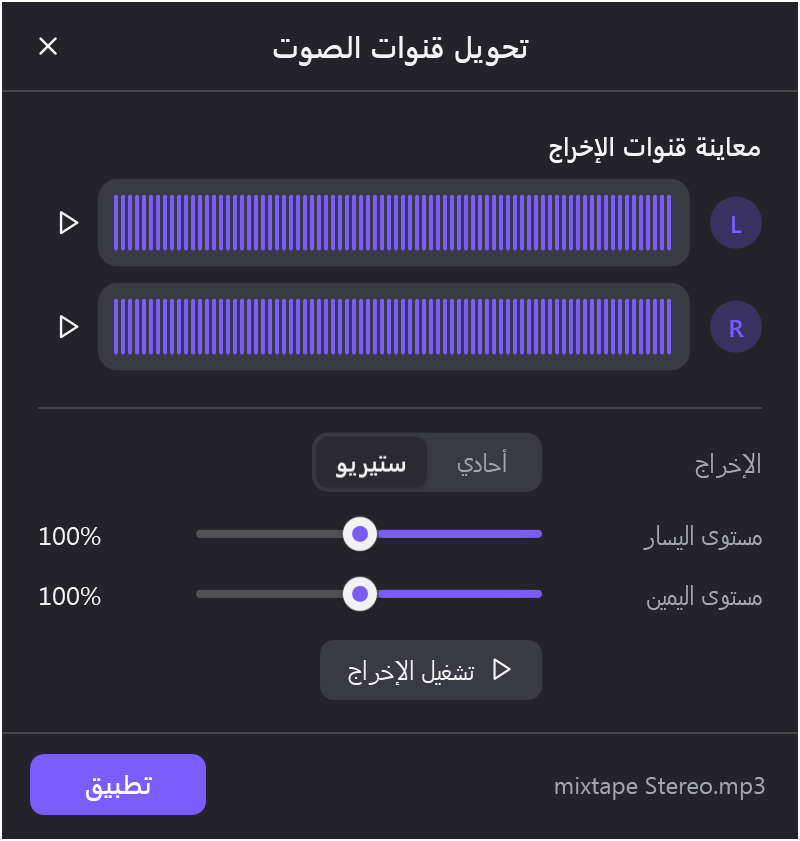 تحويل قنوات الصوت
معاينة قنوات الإخراج
L
R
الإخراج أحادي ستيريو
مستوى اليسار 100%
مستوى اليمين 100%
تشغيل الإخراج
mixtape Stereo.mp3 تطبيق